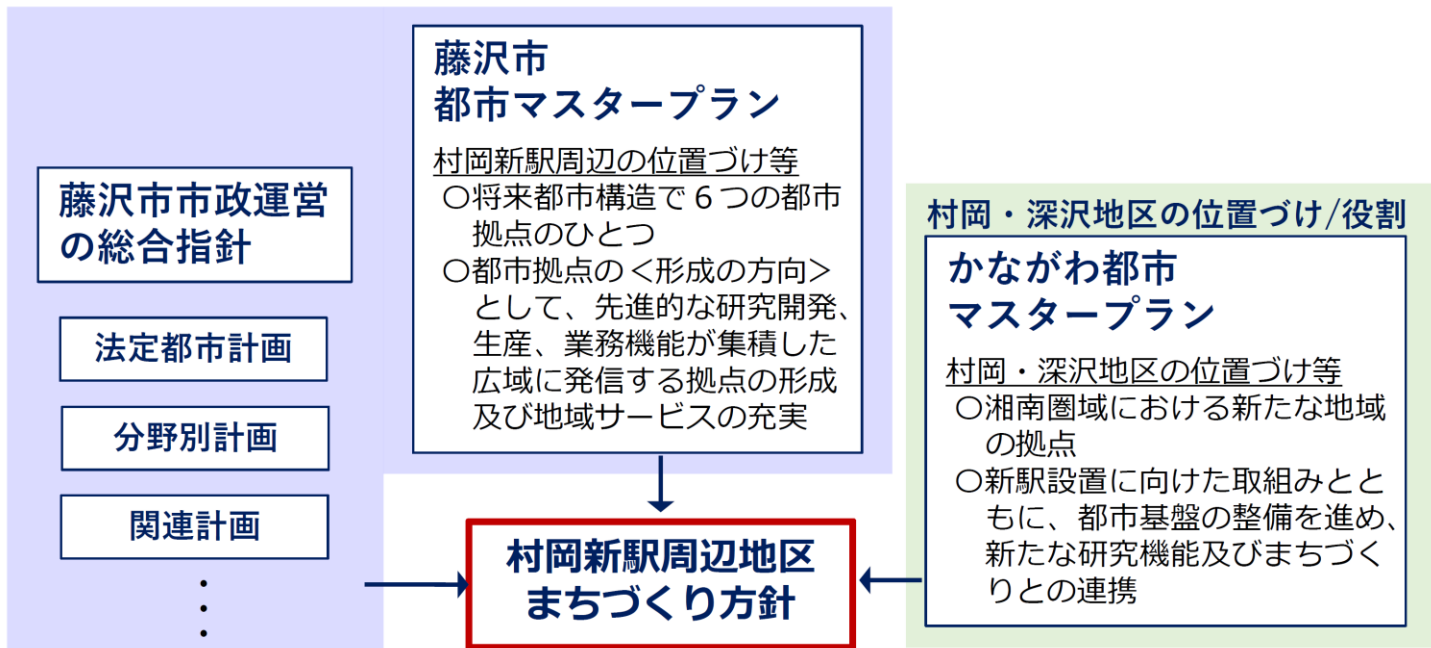 藤沢市市政運営
の総合指針
法定都市計画
分野別計画
関連計画
・
・
・
藤沢市
都市マスタープラン
村岡新駅周辺の位置づけ等
〇将来都市構造で６つの都市
拠点のひとつ
〇都市拠点の＜形成の方向＞
として、先進的な研究開発、
生産、業務機能が集積した
広域に発信する拠点の形成
及び地域サービスの充実
村岡・深沢地区の位置づけ/役割
かながわ都市
マスタープラン
村岡・深沢地区の位置づけ等
〇湘南圏域における新たな地域
の拠点
〇新駅設置に向けた取組みとと
もに、都市基盤の整備を進め、
新たな研究機能及びまちづく
りとの連携
村岡新駅周辺地区
まちづくり方針